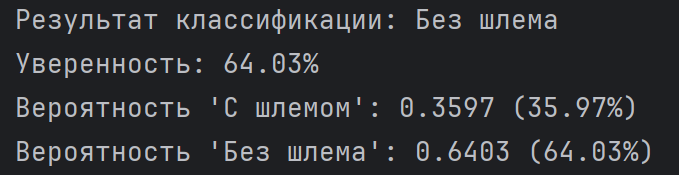 Результат классификации: Без шлема
Уверенность: 64.03%
Вероятность 'С шлемом': 0.3597 (35.97%)
Вероятность 'Без шлема': 0.6403 (64.03%)